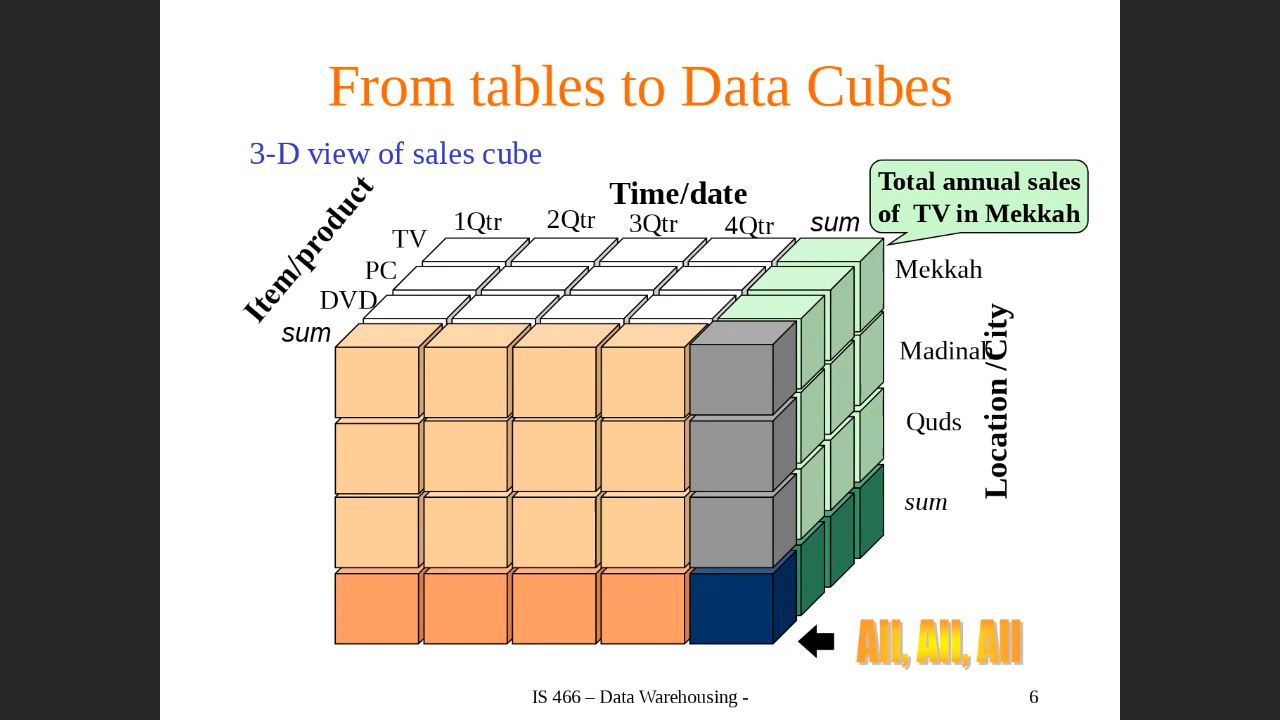 From tables to Data Cubes
3-D view of sales cube
Item/product
Time/date
Total annual sales
of TV in Mekkah
1Qtr
2Qtr
3Qtr
4Qtr
sum
TV
PC
DVD
sum
Mekkah
Madinah
Quds
sum
Location /City
All, All, All
IS 466 – Data Warehousing -
6